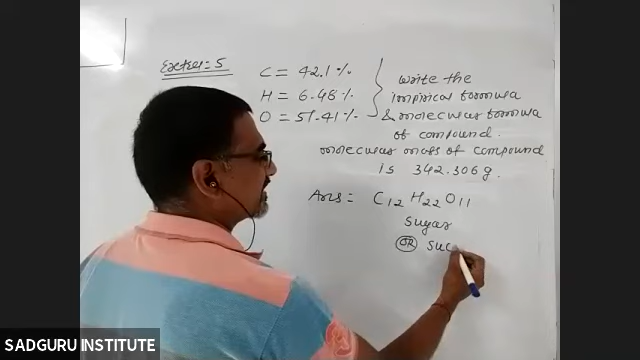 Exercise: 5
C = 42.1 %
H = 6.48 %
O = 51.41 %
write the
impirical formula
& molecular formula
of compound.
molecular mass of compound
is 342.306 g.
Ans = C12 H22 O11
Sugar
OR suc
SADGURU INSTITUTE